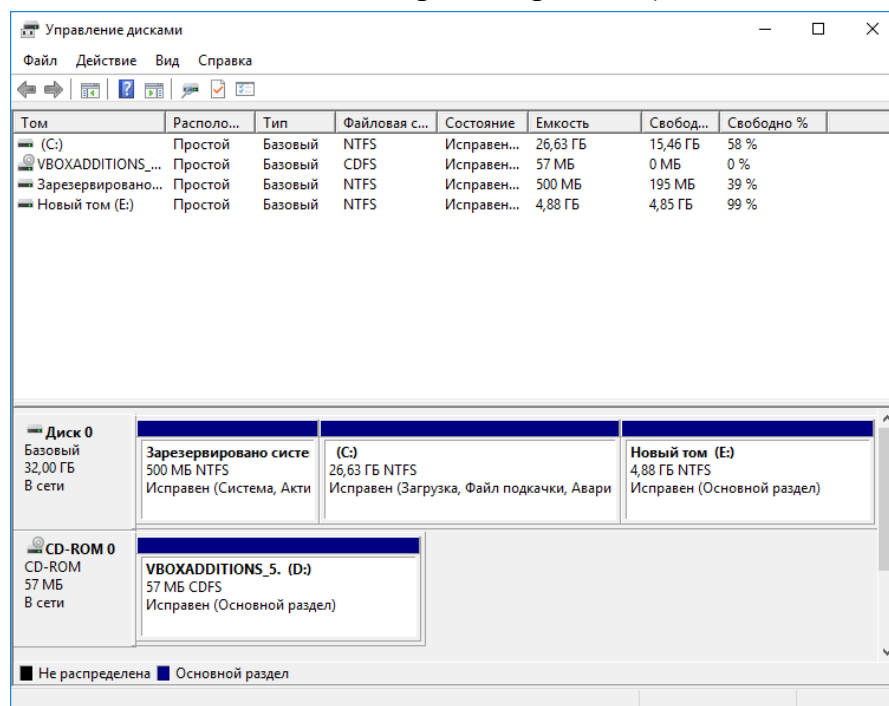 Управление дисками
Файл Действие Вид Справка
Том Располо... Тип Файловая с... Состояние Емкость Свобод... Свободно %
(C:) Простой Базовый NTFS Исправен... 26,63 ГБ 15,46 ГБ 58 %
VBOXADDITIONS_... Простой Базовый CDFS Исправен... 57 МБ 0 МБ 0 %
Зарезервировано... Простой Базовый NTFS Исправен... 500 МБ 195 МБ 39 %
Новый том (E:) Простой Базовый NTFS Исправен... 4,88 ГБ 4,85 ГБ 99 %
Диск 0
Базовый
32,00 ГБ
В сети
Зарезервировано систе
500 МБ NTFS
Исправен (Система, Акти
(C:)
26,63 ГБ NTFS
Исправен (Загрузка, Файл подкачки, Авари
Новый том (E:)
4,88 ГБ NTFS
Исправен (Основной раздел)
CD-ROM 0
CD-ROM
57 МБ
В сети
VBOXADDITIONS_5. (D:)
57 МБ CDFS
Исправен (Основной раздел)
Не распределена Основной раздел